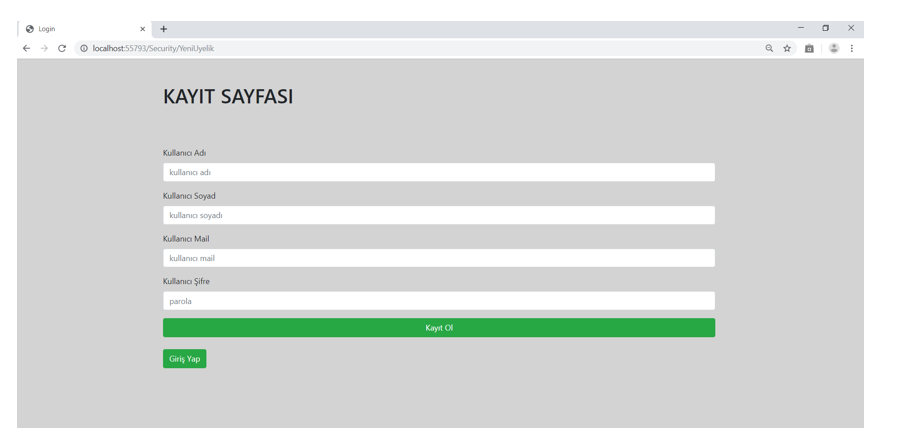 Login
localhost:55793/Security/YeniUyelik
KAYIT SAYFASI
Kullanıcı Adı
kullanıcı adı
Kullanıcı Soyad
kullanıcı soyadı
Kullanıcı Mail
kullanıcı mail
Kullanıcı Şifre
parola
Kayıt Ol
Giriş Yap